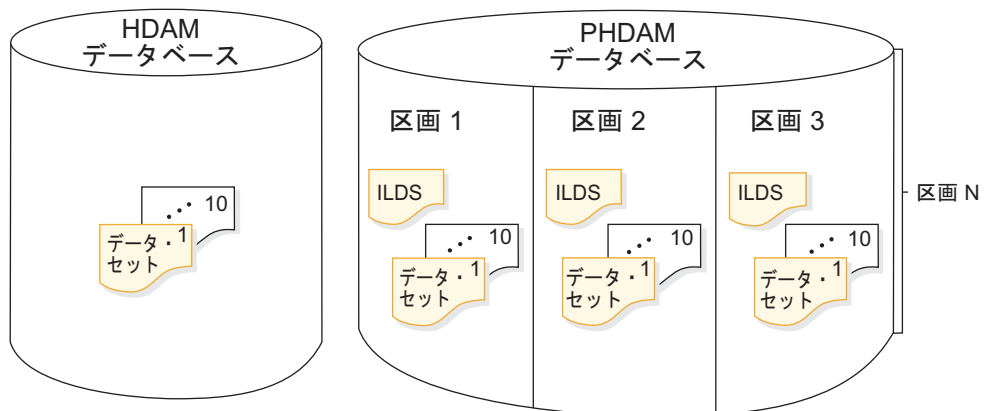 HDAM
データベース
10
データ・1
セット
PHDAM
データベース
区画 1
区画 2
区画 3
ILDS
ILDS
ILDS
10
データ・1
セット
10
データ・1
セット
10
データ・1
セット
区画 N